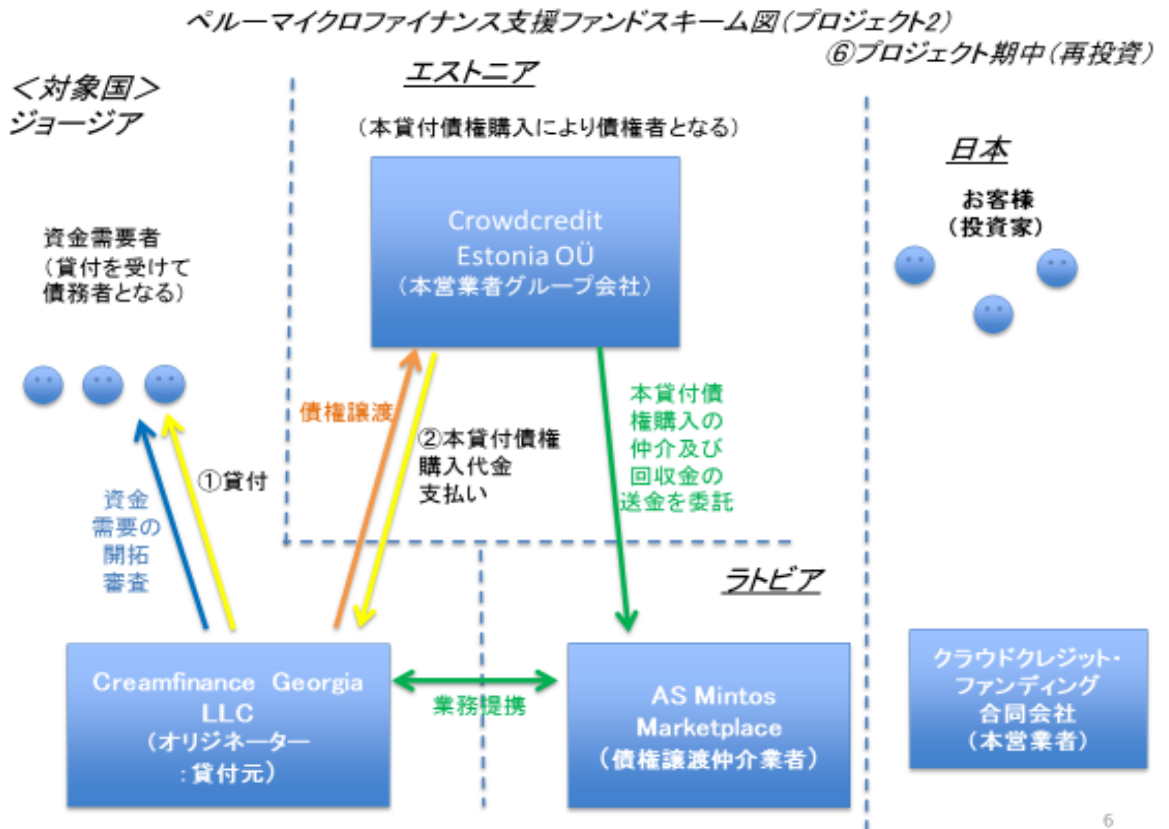 ペルーマイクロファイナンス支援ファンドスキーム図(プロジェクト2)
⑥プロジェクト期中(再投資)
<対象国>
ジョージア
エストニア
(本貸付債権購入により債権者となる)
日本
お客様
(投資家)
Crowdcredit
Estonia OÜ
(本営業者グループ会社)
資金需要者
(貸付を受けて
債務者となる)
債権譲渡
②本貸付債権
購入代金
支払い
本貸付債
権購入の
仲介及び
回収金の
送金を委託
①貸付
資金
需要の
開拓
審査
ラトビア
Creamfinance Georgia
LLC
(オリジネーター
:貸付元)
業務提携
AS Mintos
Marketplace
(債権譲渡仲介業者)
クラウドクレジット・
ファンディング
合同会社
(本営業者)
6